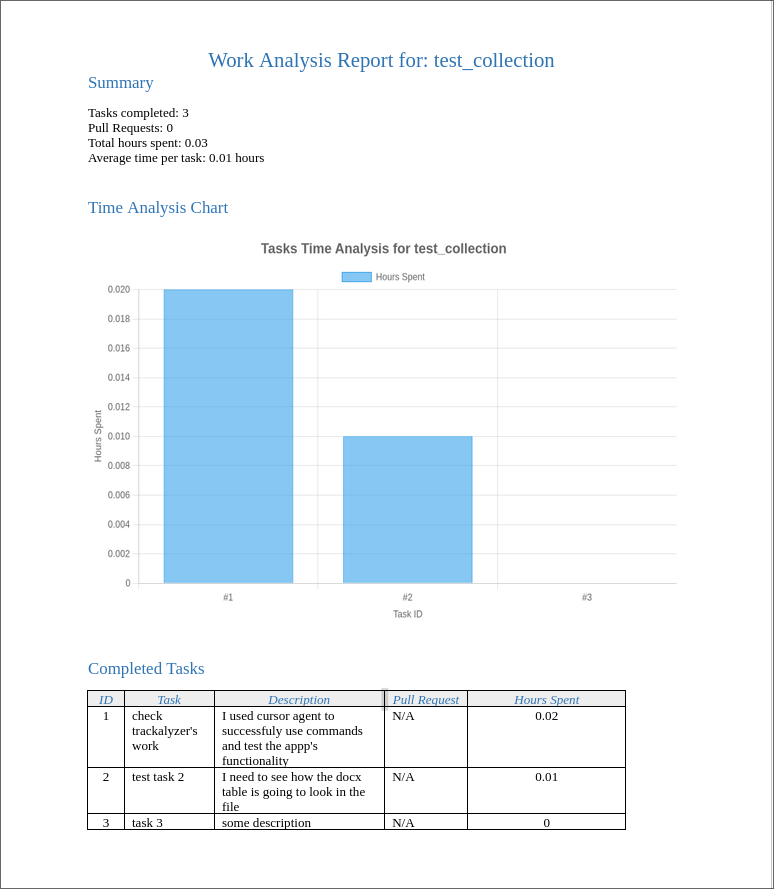 Work Analysis Report for: test_collection
Summary
Tasks completed: 3
Pull Requests: 0
Total hours spent: 0.03
Average time per task: 0.01 hours
Time Analysis Chart
Tasks Time Analysis for test_collection
Hours Spent
0.020
0.018
0.016
0.014
0.012
0.010
0.008
0.006
0.004
0.002
0
Hours Spent
#1 #2 #3
Task ID
Completed Tasks
ID Task Description Pull Request Hours Spent
1 check I used cursor agent to N/A 0.02
trackalyzer's successfuly use commands
work and test the appp's
functionality
2 test task 2 I need to see how the docx N/A 0.01
table is going to look in the
file
3 task 3 some description N/A 0